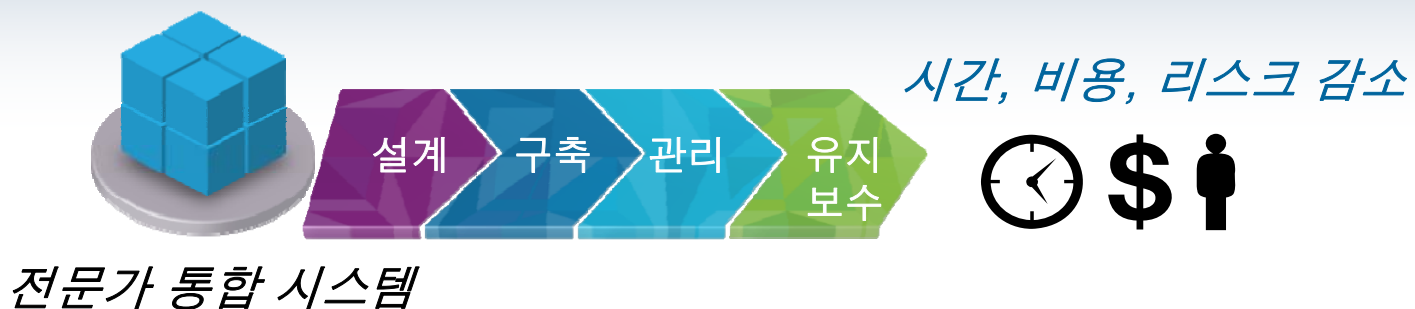 시간, 비용, 리스크 감소
설계 구축 관리 유지
보수
$
전문가 통합 시스템